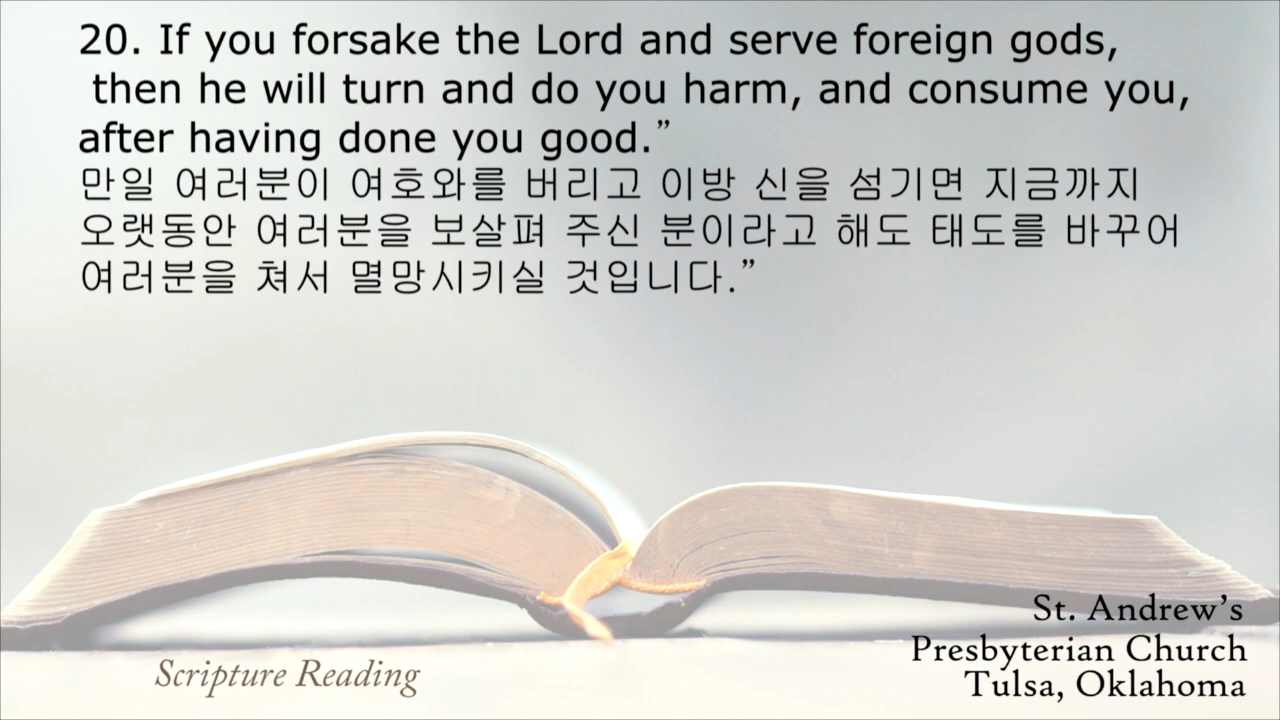 20. If you forsake the Lord and serve foreign gods,
then he will turn and do you harm, and consume you,
after having done you good.”
만일 여러분이 여호와를 버리고 이방 신을 섬기면 지금까지
오랫동안 여러분을 보살펴 주신 분이라고 해도 태도를 바꾸어
여러분을 쳐서 멸망시키실 것입니다.”
Scripture Reading
St. Andrew’s
Presbyterian Church
Tulsa, Oklahoma